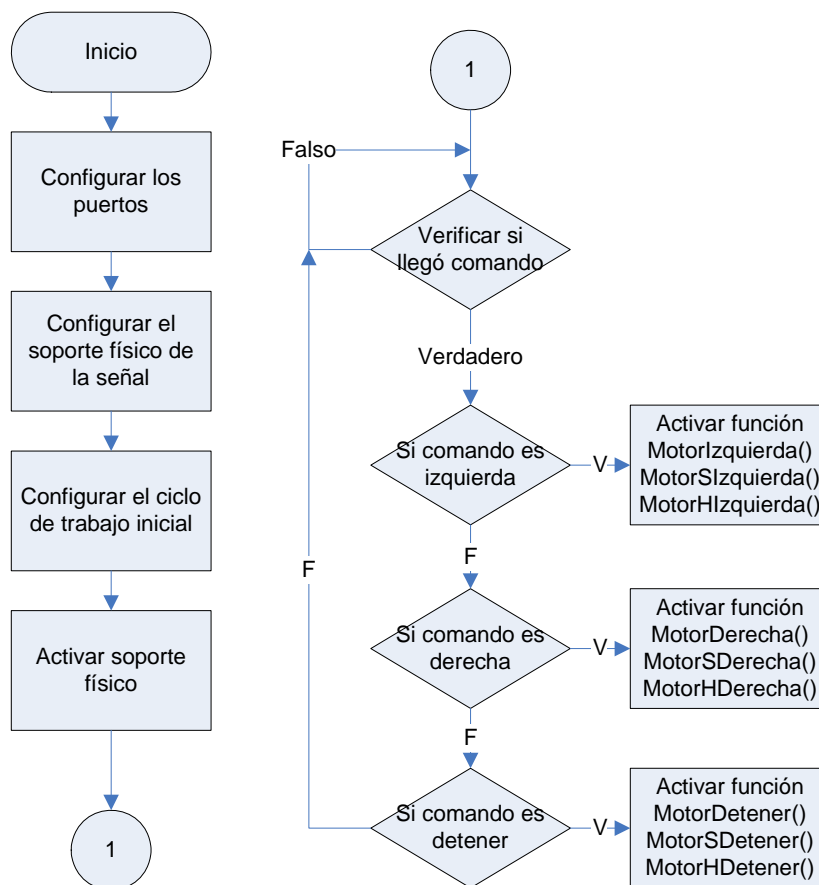 Inicio
Configurar los
puertos
Configurar el
soporte físico de
la señal
Configurar el ciclo
de trabajo inicial
Activar soporte
físico
1
1
Falso
Verificar si
llegó comando
Verdadero
Si comando es
izquierda
V
Activar función
MotorIzquierda()
MotorSIzquierda()
MotorHIzquierda()
F
F
Si comando es
derecha
V
Activar función
MotorDerecha()
MotorSDerecha()
MotorHDerecha()
F
Si comando es
detener
V
Activar función
MotorDetener()
MotorSDetener()
MotorHDetener()